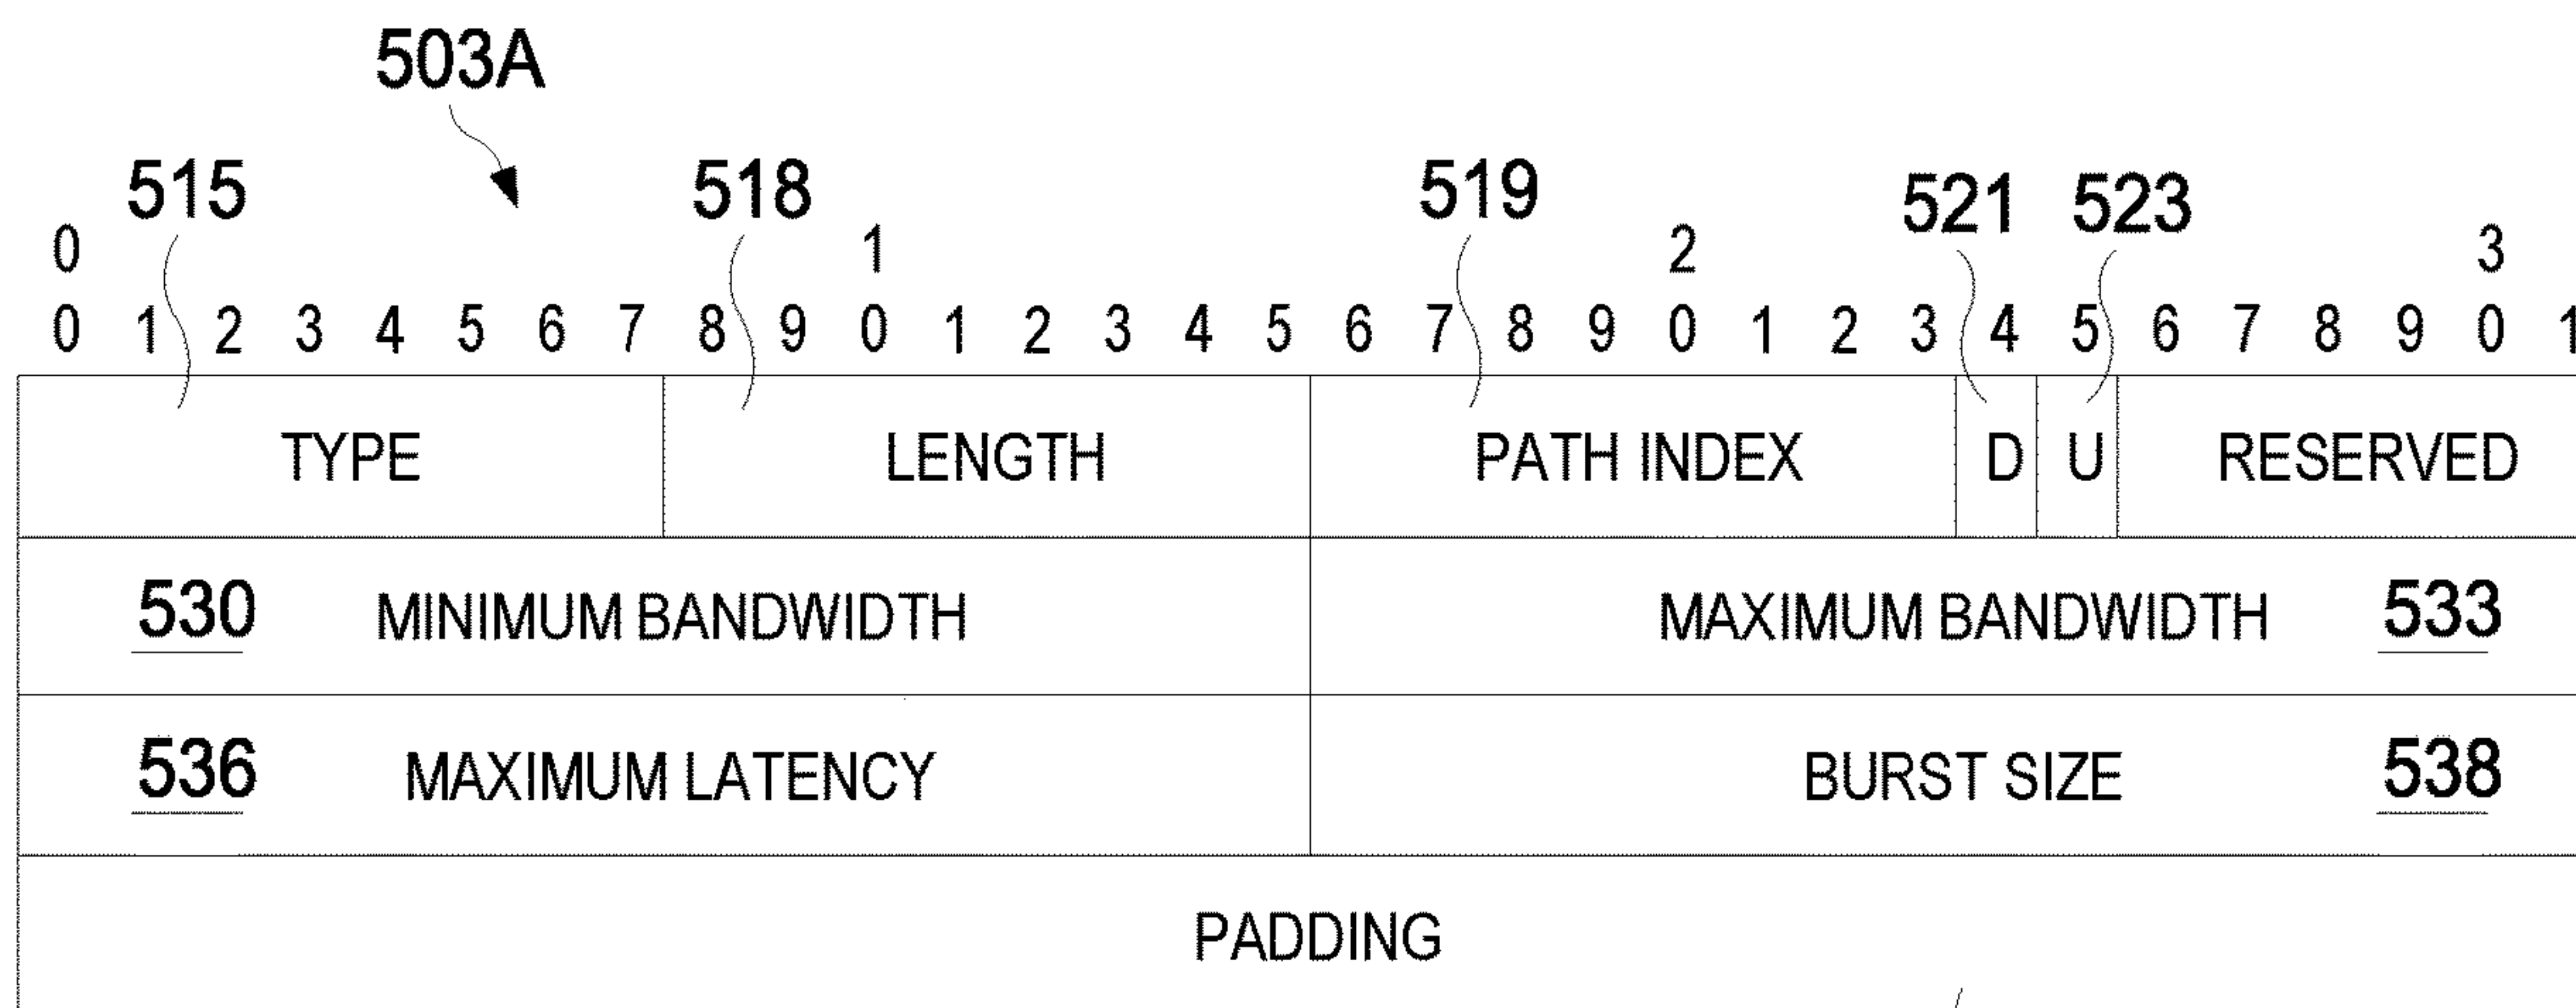 503A
515 518 519 521 523
0 1 2 3
0 1 2 3 4 5 6 7 8 9 0 1 2 3 4 5 6 7 8 9 0 1 2 3 4 5 6 7 8 9 0 1
TYPE LENGTH PATH INDEX D U RESERVED
530 MINIMUM BANDWIDTH MAXIMUM BANDWIDTH 533
536 MAXIMUM LATENCY BURST SIZE 538
PADDING